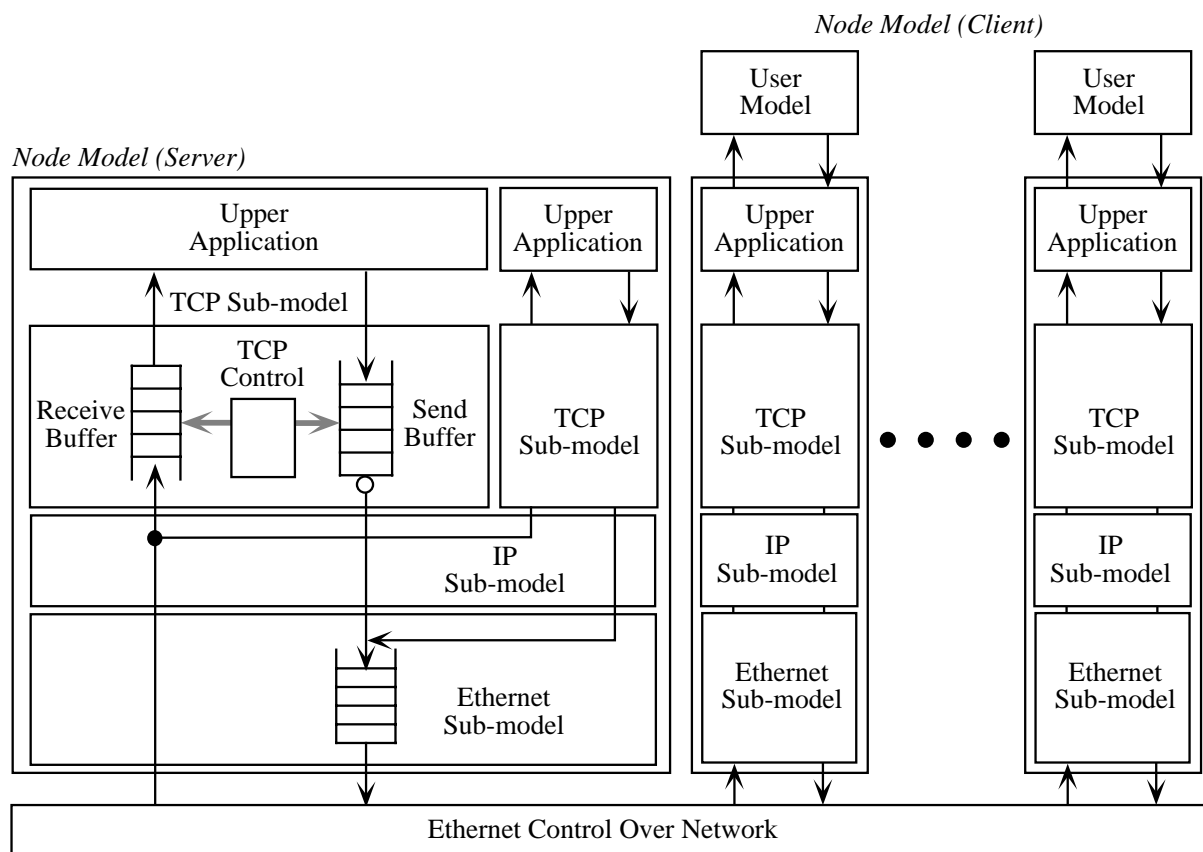 Node Model (Client)
User
Model
User
Model
Node Model (Server)
Upper
Application
Upper
Application
Upper
Application
Upper
Application
TCP Sub-model
TCP
Control
Receive
Buffer
Send
Buffer
TCP
Sub-model
TCP
Sub-model
TCP
Sub-model
IP
Sub-model
IP
Sub-model
IP
Sub-model
Ethernet
Sub-model
Ethernet
Sub-model
Ethernet
Sub-model
Ethernet Control Over Network